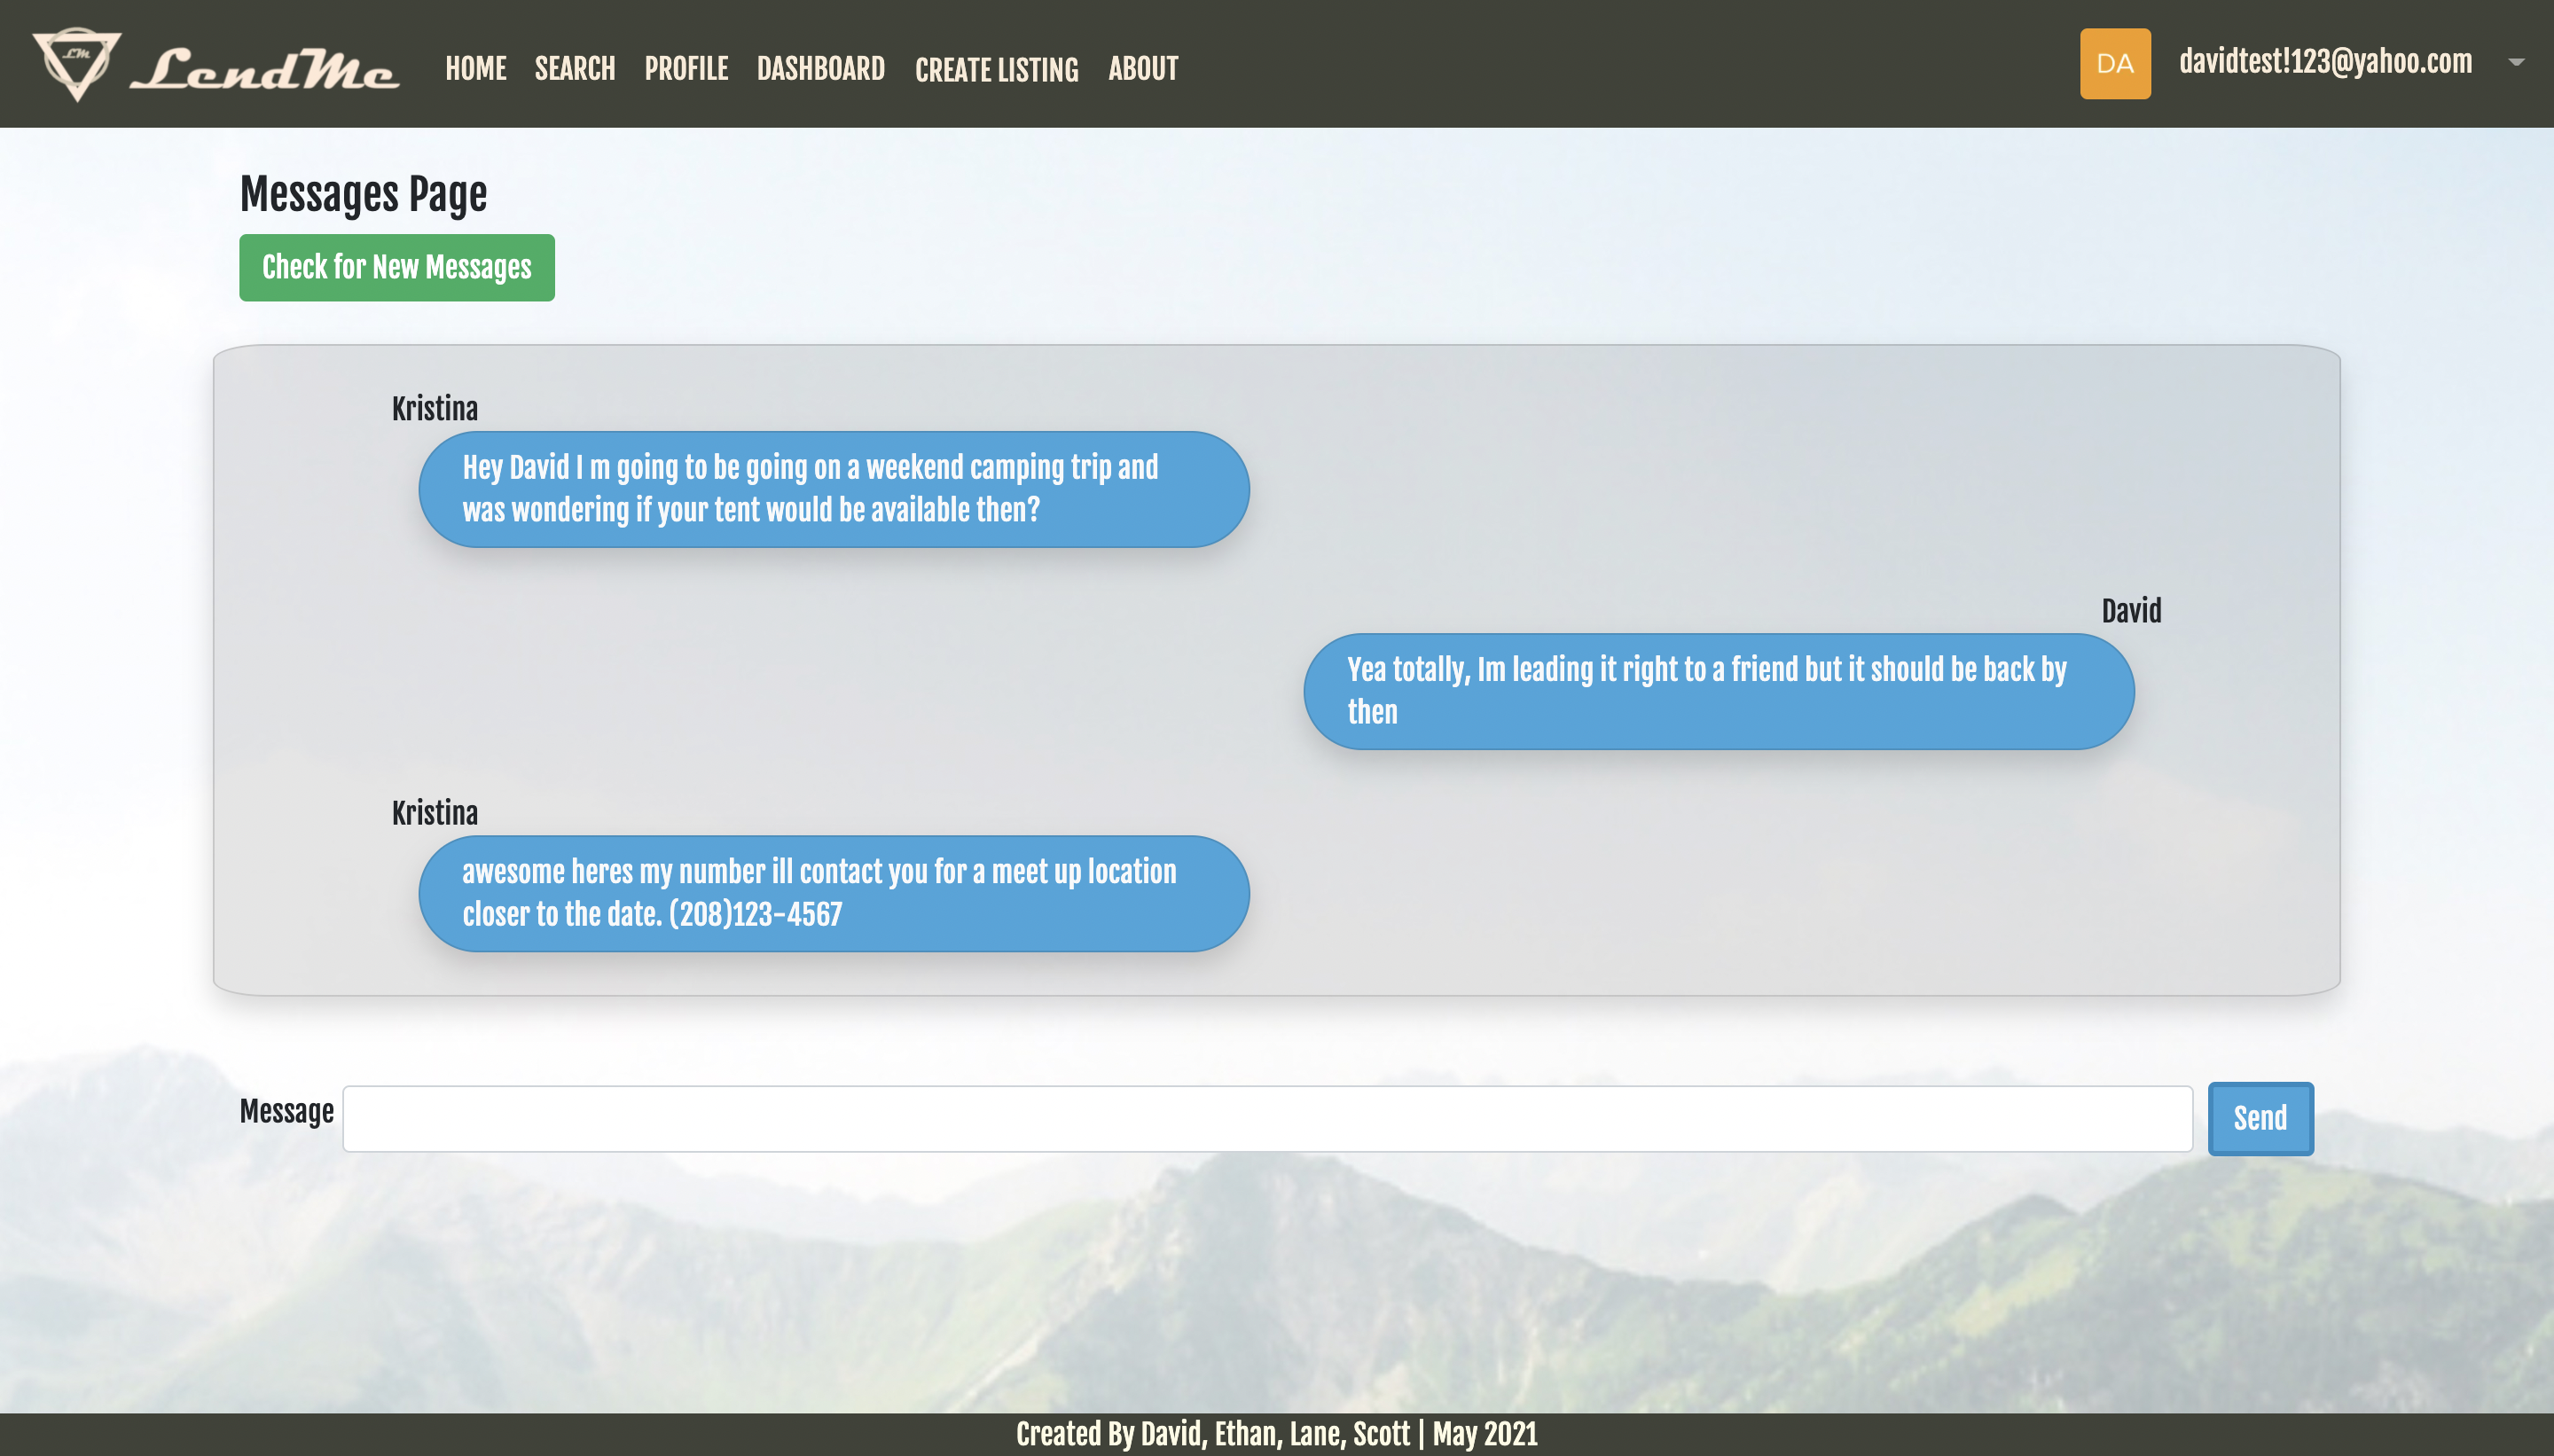 LM LendMe HOME SEARCH PROFILE DASHBOARD CREATE LISTING ABOUT DA davidtest!123@yahoo.com
Messages Page
Check for New Messages
Kristina
Hey David I m going to be going on a weekend camping trip and
was wondering if your tent would be available then?
David
Yea totally, Im leading it right to a friend but it should be back by
then
Kristina
awesome heres my number ill contact you for a meet up location
closer to the date. (208)123-4567
Message Send
Created By David, Ethan, Lane, Scott | May 2021